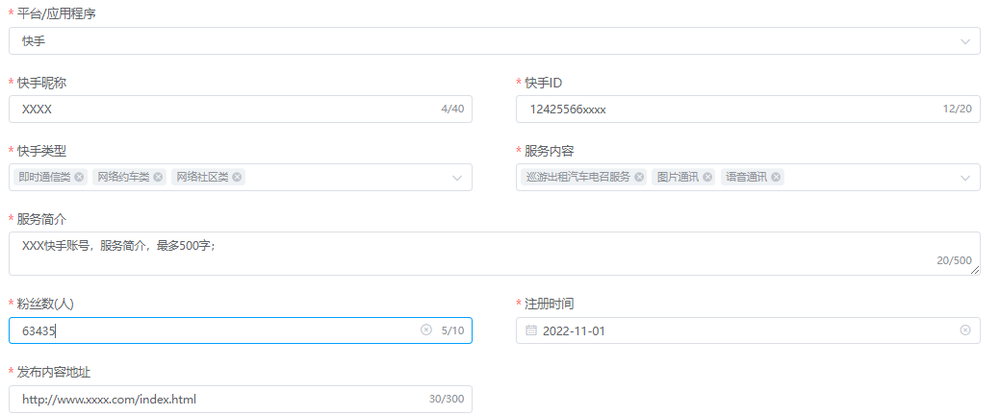 * 平台/应用程序
快手
* 快手昵称 * 快手ID
XXXX 4/40 12425566xxxx 12/20
* 快手类型 * 服务内容
即时通信类 网络约车类 网络社区类 巡游出租汽车电召服务 图片通讯 语音通讯
* 服务简介
XXX快手账号，服务简介，最多500字；
20/500
* 粉丝数(人) * 注册时间
63435 5/10 2022-11-01
* 发布内容地址
http://www.xxxx.com/index.html 30/300